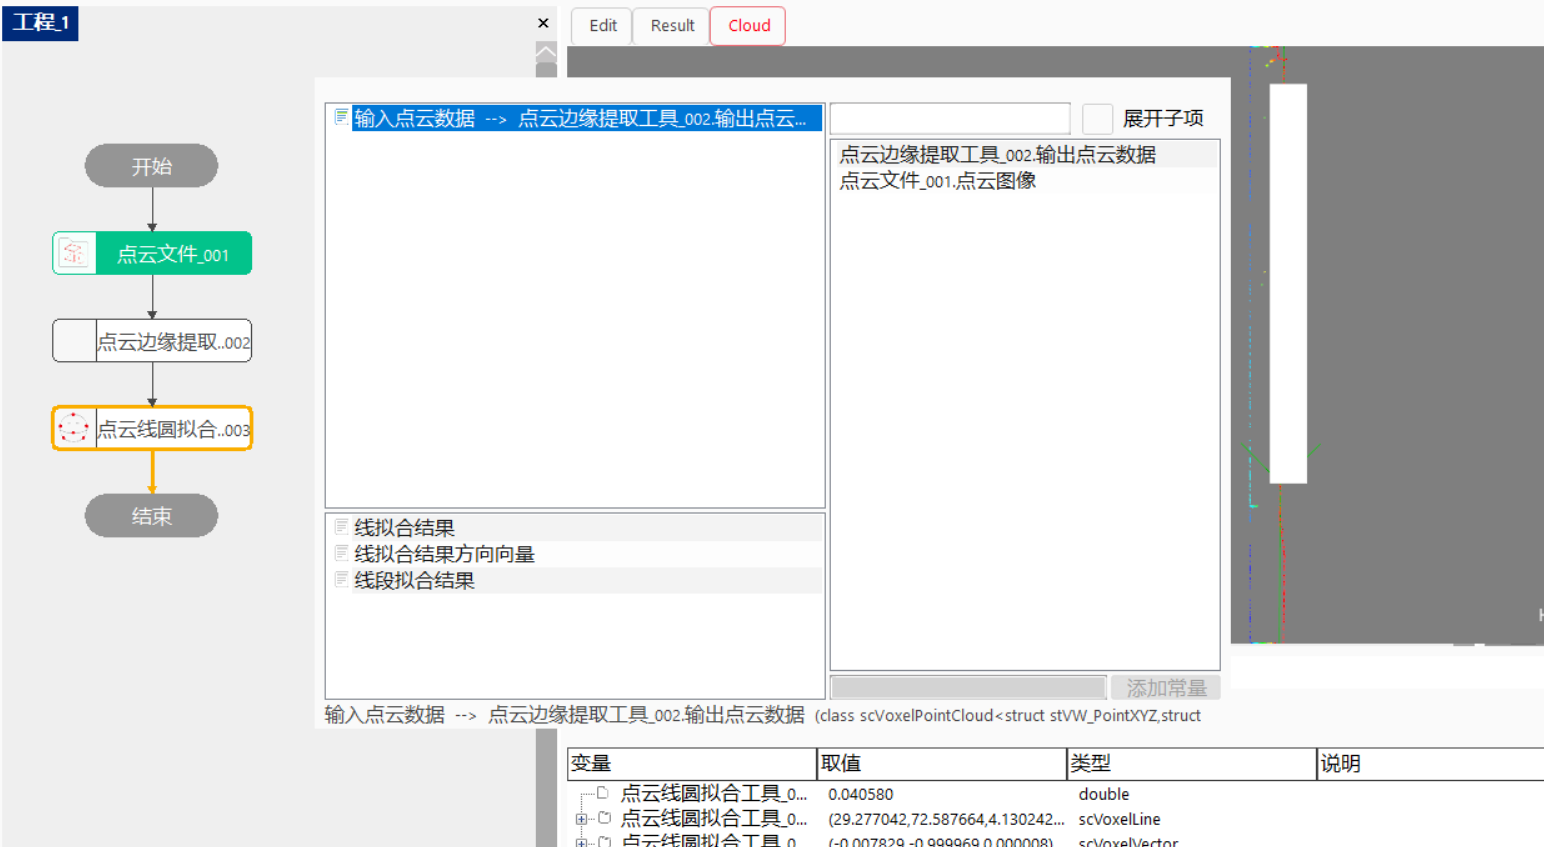 工程_1
×
Edit
Result
Cloud
开始
点云文件_001
点云边缘提取..002
点云线圆拟合..003
结束
输入点云数据 --> 点云边缘提取工具_002.输出点云...
展开子项
点云边缘提取工具_002.输出点云数据
点云文件_001.点云图像
线拟合结果
线拟合结果方向向量
线段拟合结果
添加常量
输入点云数据 --> 点云边缘提取工具_002.输出点云数据 (class scVoxelPointCloud<struct stVW_PointXYZ,struct
变量 取值 类型 说明
点云线圆拟合工具_0... 0.040580 double
点云线圆拟合工具_0... (29.277042,72.587664,4.130242... scVoxelLine
点云线圆拟合工具_0 (-0.007829,-0.999969,0.000008) scVoxelVector